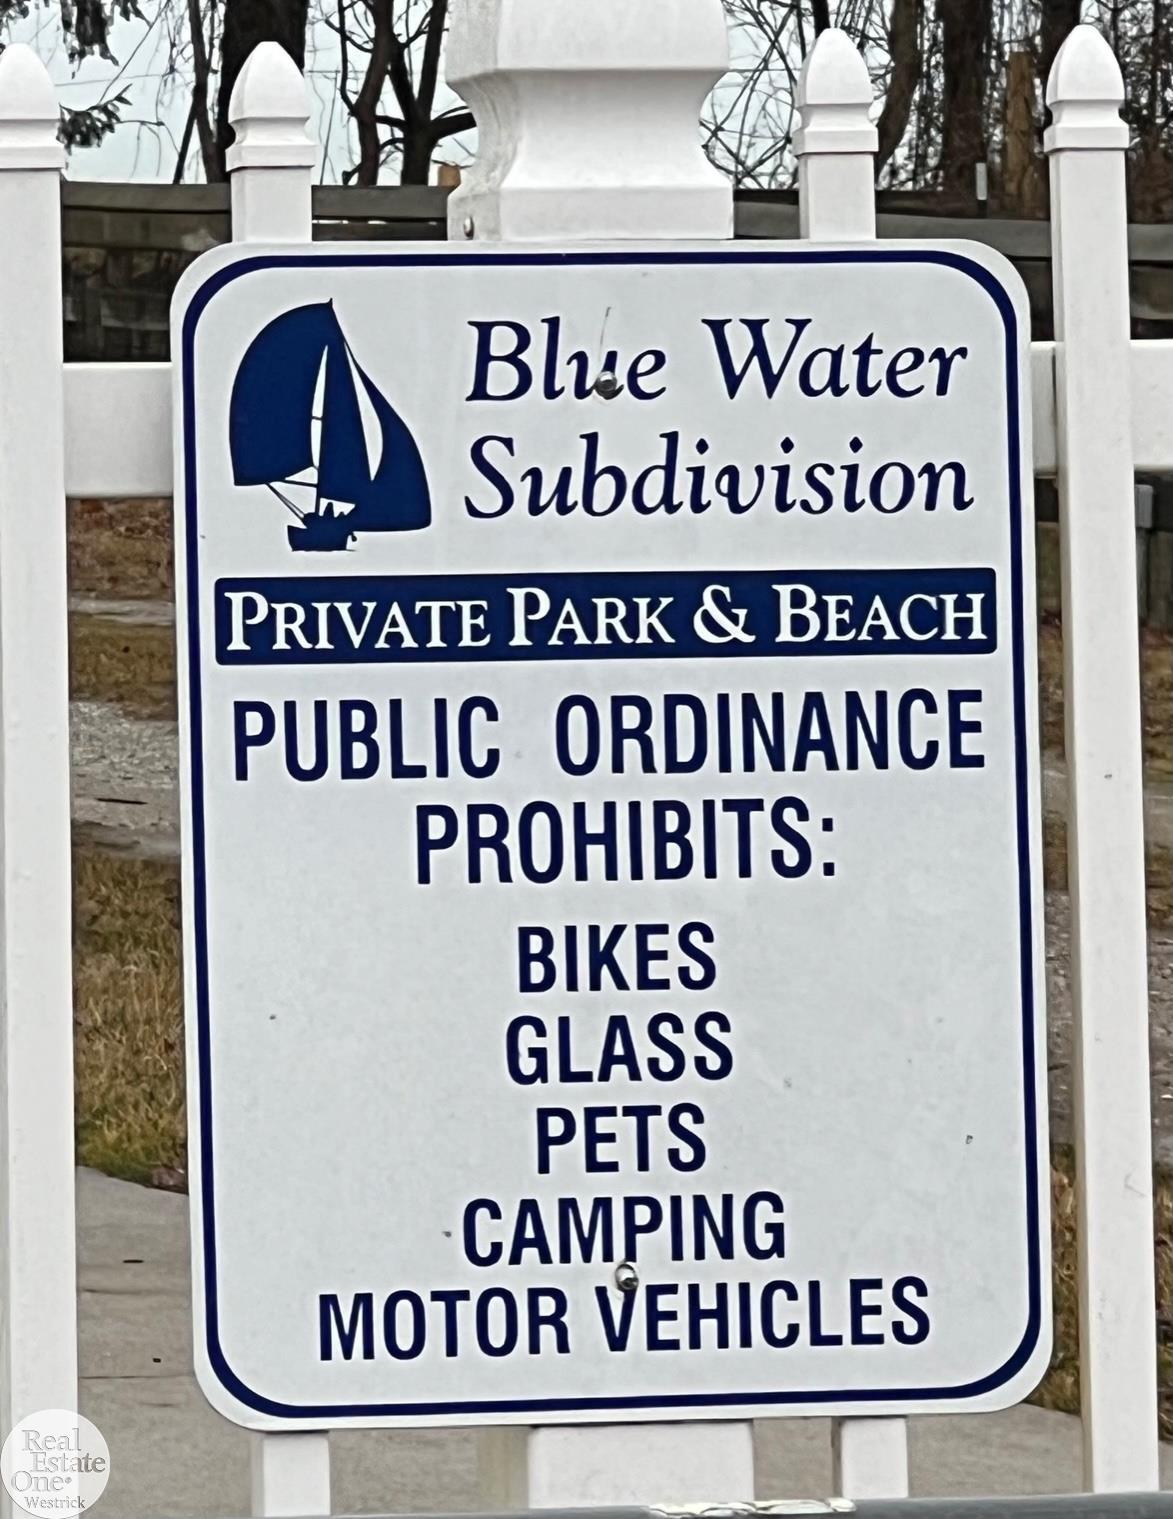 Blue Water
Subdivision
PRIVATE PARK & BEACH
PUBLIC ORDINANCE
PROHIBITS:
BIKES
GLASS
PETS
CAMPING
MOTOR VEHICLES
Real
Estate
One
Westrick